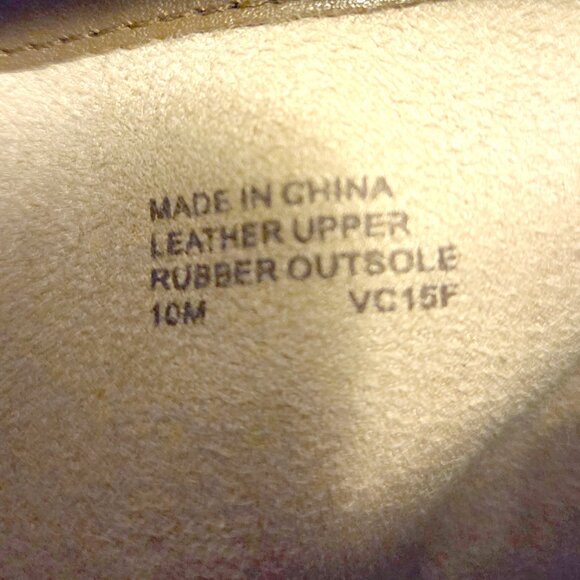 MADE IN CHINA
LEATHER UPPER
RUBBER OUTSOLE
10M VC15F